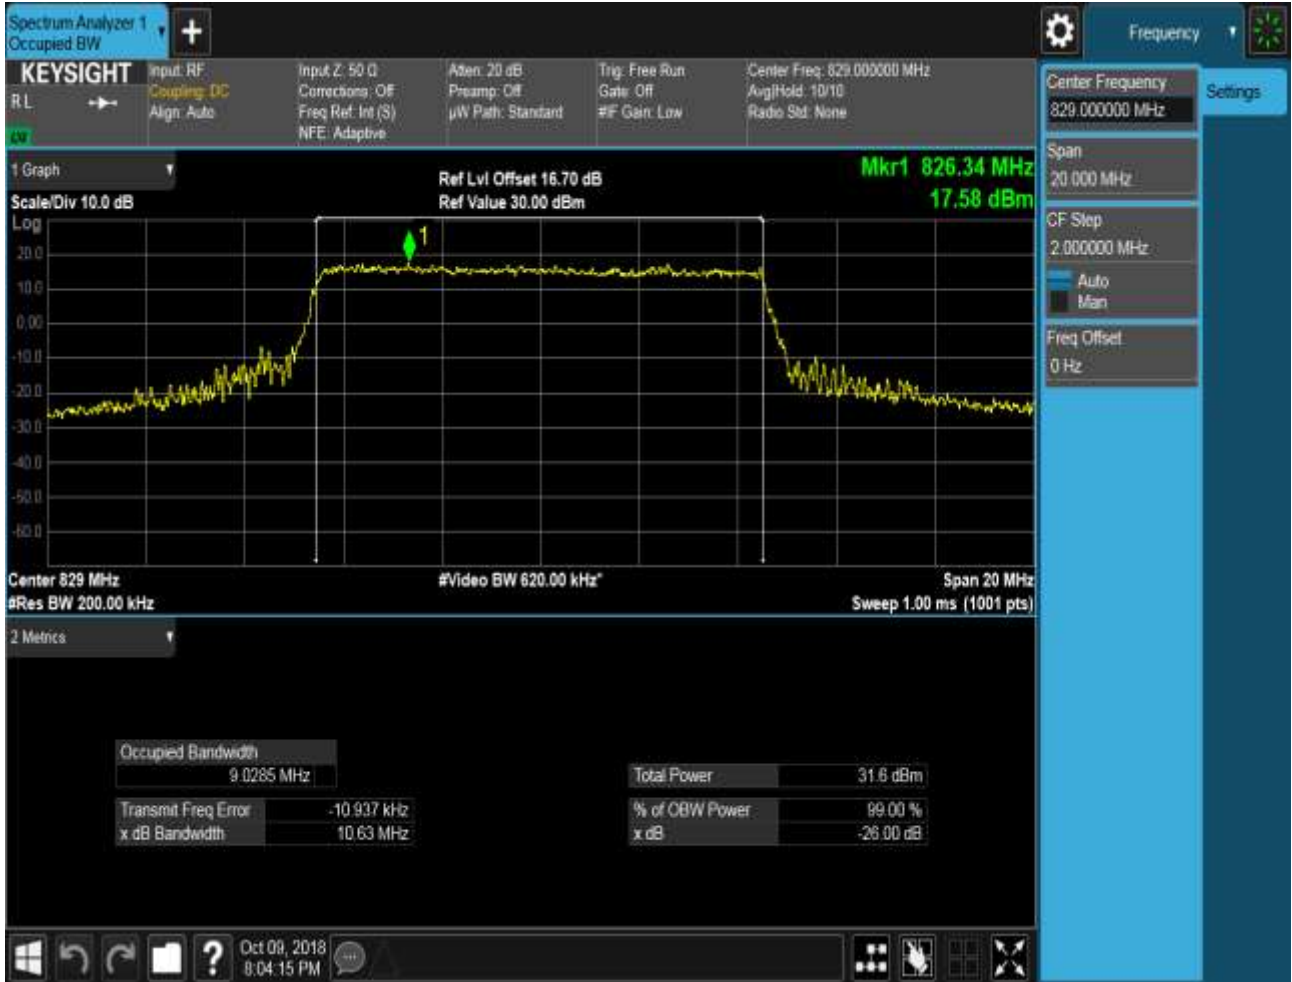 Spectrum Analyzer 1
Occupied BW
Frequency
KEYSIGHT
R L
Input: RF
Coupling: DC
Align: Auto
Input Z: 50 Ω
Corrections: Off
Freq Ref: Int (S)
NFE: Adaptive
Atten: 20 dB
Preamp: Off
µW Path: Standard
Trig: Free Run
Gate: Off
#IF Gain: Low
Center Freq: 829.000000 MHz
Avg|Hold: 10/10
Radio Std: None
Center Frequency
829.000000 MHz
Settings
Span
20.000 MHz
CF Step
2.000000 MHz
Auto
Man
Freq Offset
0 Hz
1 Graph
Scale/Div 10.0 dB
Ref Lvl Offset 16.70 dB
Ref Value 30.00 dBm
Mkr1 826.34 MHz
17.58 dBm
Log
1
20.0
10.0
0.00
-10.0
-20.0
-30.0
-40.0
-50.0
-60.0
Center 829 MHz
#Res BW 200.00 kHz
#Video BW 620.00 kHz*
Span 20 MHz
Sweep 1.00 ms (1001 pts)
2 Metrics
Occupied Bandwidth
9.0285 MHz
Transmit Freq Error -10.937 kHz
x dB Bandwidth 10.63 MHz
Total Power 31.6 dBm
% of OBW Power 99.00 %
x dB -26.00 dB
?
Oct 09, 2018
8:04:15 PM